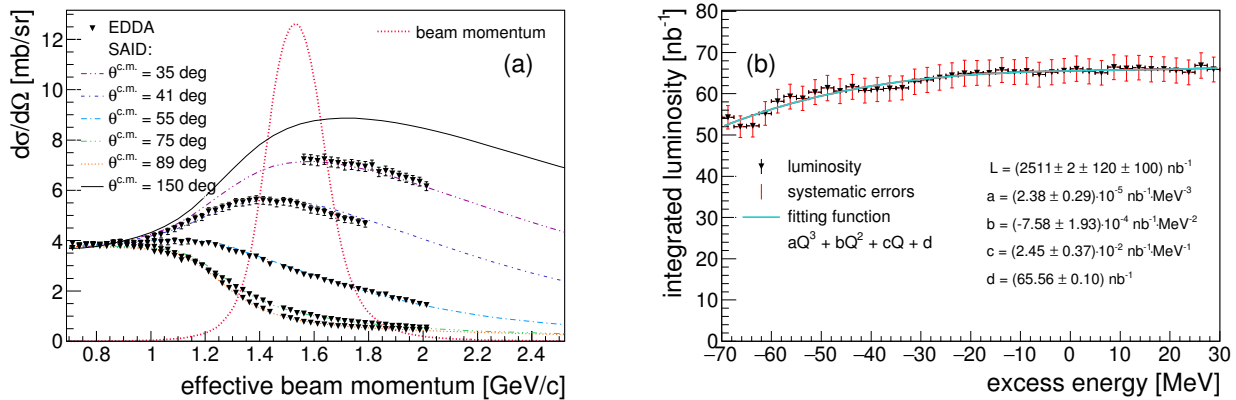 dσ/dΩ [mb/sr]
14
12
10
8
6
4
2
0
EDDA
SAID:
θᶜ·ᵐ· = 35 deg
θᶜ·ᵐ· = 41 deg
θᶜ·ᵐ· = 55 deg
θᶜ·ᵐ· = 75 deg
θᶜ·ᵐ· = 89 deg
θᶜ·ᵐ· = 150 deg
beam momentum
(a)
0.8 1 1.2 1.4 1.6 1.8 2 2.2 2.4
effective beam momentum [GeV/c]
integrated luminosity [nb⁻¹]
80
70
60
50
40
30
20
10
0
(b)
luminosity
systematic errors
fitting function
aQ³ + bQ² + cQ + d
L = (2511 ± 2 ± 120 ± 100) nb⁻¹
a = (2.38 ± 0.29)·10⁻⁵ nb⁻¹·MeV⁻³
b = (-7.58 ± 1.93)·10⁻⁴ nb⁻¹·MeV⁻²
c = (2.45 ± 0.37)·10⁻² nb⁻¹·MeV⁻¹
d = (65.56 ± 0.10) nb⁻¹
−70 −60 −50 −40 −30 −20 −10 0 10 20 30
excess energy [MeV]